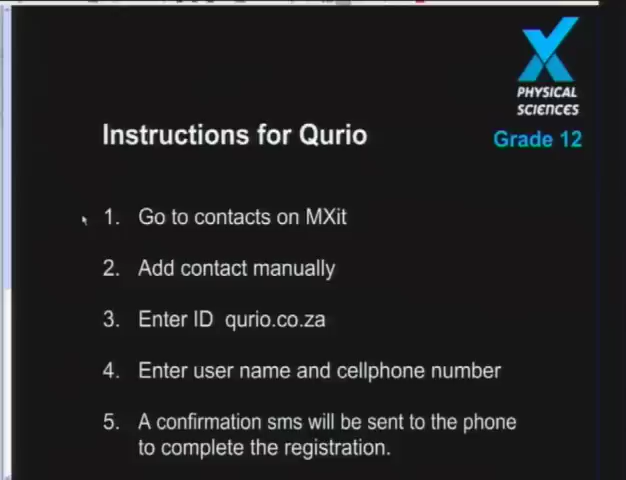 PHYSICAL
SCIENCES
Grade 12
Instructions for Qurio
1. Go to contacts on MXit
2. Add contact manually
3. Enter ID qurio.co.za
4. Enter user name and cellphone number
5. A confirmation sms will be sent to the phone
to complete the registration.